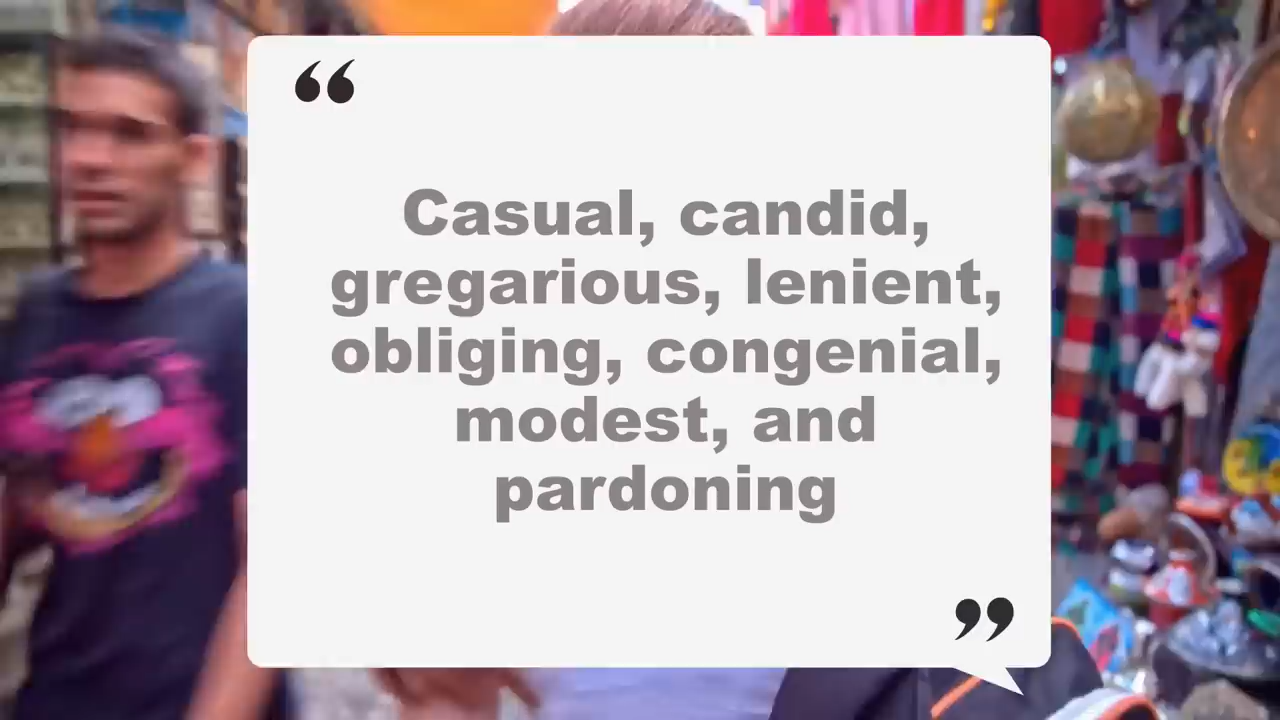 “
Casual, candid,
gregarious, lenient,
obliging, congenial,
modest, and
pardoning
”